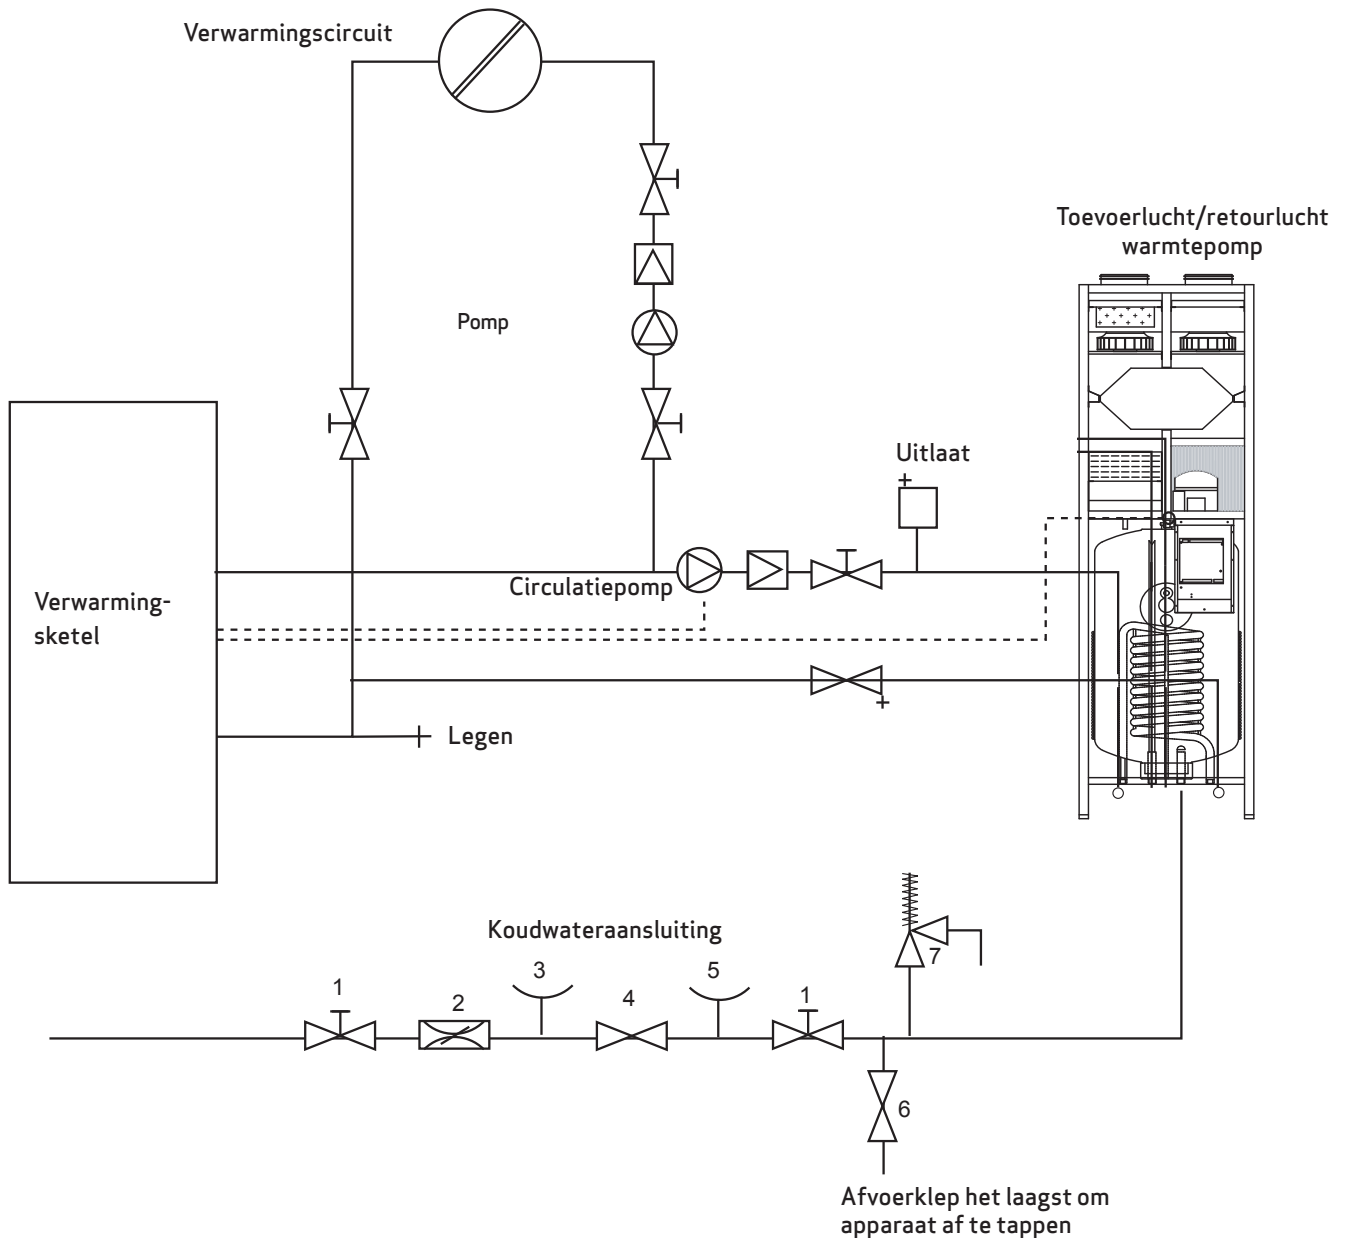 Verwarmingscircuit
Toevoerlucht/retourlucht
warmtepomp
Pomp
Uitlaat
Circulatiepomp
Verwarming-
sketel
Legen
Koudwateraansluiting
1
2
3
4
5
1
7
6
Afvoerklep het laagst om
apparaat af te tappen